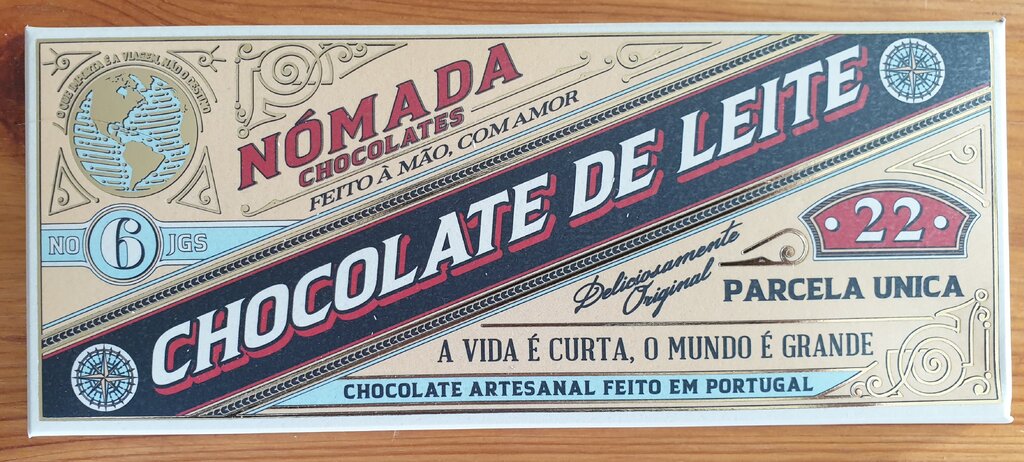 O QUE IMPORTA É A VIAGEM, NÃO O DESTINO
NÓMADA
CHOCOLATES
FEITO À MÃO, COM AMOR
NO 6 JGS
CHOCOLATE DE LEITE
Deliciosamente
Original
· 22 ·
PARCELA UNICA
A VIDA É CURTA, O MUNDO É GRANDE
CHOCOLATE ARTESANAL FEITO EM PORTUGAL